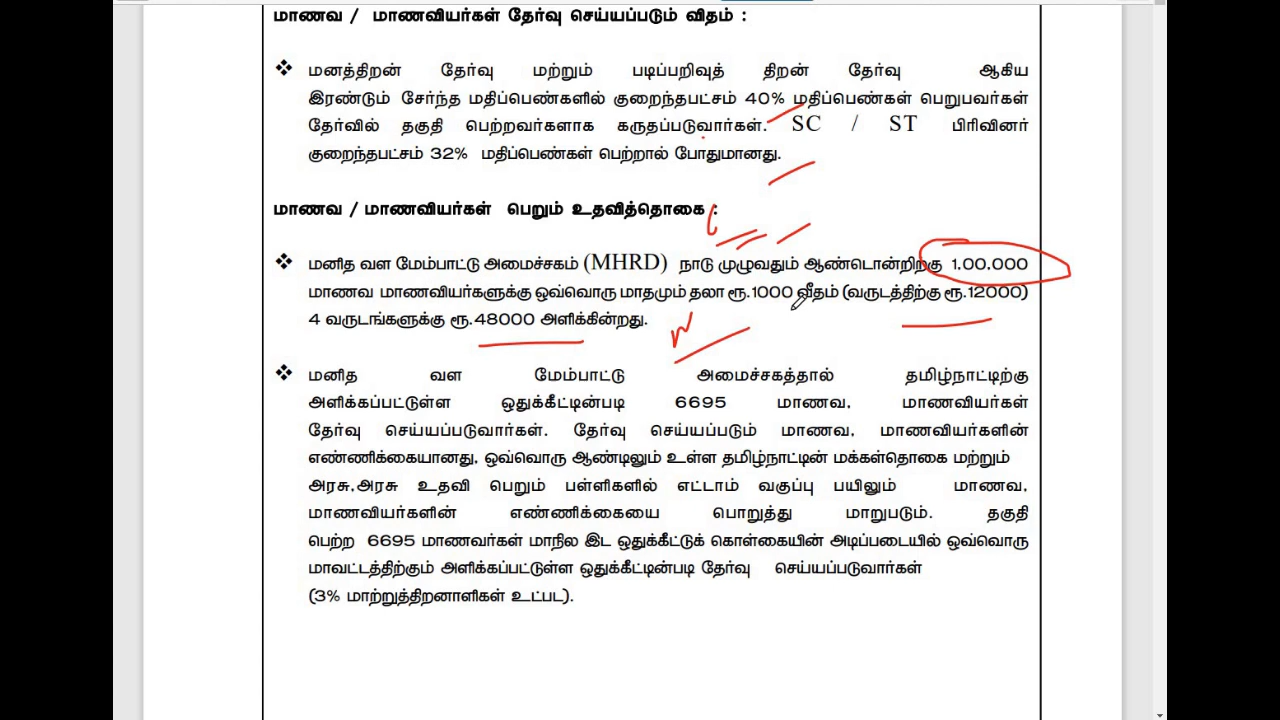 மாணவ / மாணவியர்கள் தேர்வு செய்யப்படும் விதம் :
❖ மனத்திறன் தேர்வு மற்றும் படிப்பறிவுத் திறன் தேர்வு ஆகிய
இரண்டும் சேர்ந்த மதிப்பெண்களில் குறைந்தபட்சம் 40% மதிப்பெண்கள் பெறுபவர்கள்
தேர்வில் தகுதி பெற்றவர்களாக கருதப்படுவார்கள். SC / ST பிரிவினர்
குறைந்தபட்சம் 32% மதிப்பெண்கள் பெற்றால் போதுமானது.
மாணவ / மாணவியர்கள் பெறும் உதவித்தொகை :
❖ மனித வள மேம்பாட்டு அமைச்சகம் (MHRD) நாடு முழுவதும் ஆண்டொன்றிற்கு 1.00.000
மாணவ மாணவியர்களுக்கு ஒவ்வொரு மாதமும் தலா ரூ.1000 வீதம் (வருடத்திற்கு ரூ.12000)
4 வருடங்களுக்கு ரூ.48000 அளிக்கின்றது.
❖ மனித வள மேம்பாட்டு அமைச்சகத்தால் தமிழ்நாட்டிற்கு
அளிக்கப்பட்டுள்ள ஒதுக்கீட்டின்படி 6695 மாணவ, மாணவியர்கள்
தேர்வு செய்யப்படுவார்கள். தேர்வு செய்யப்படும் மாணவ, மாணவியர்களின்
எண்ணிக்கையானது, ஒவ்வொரு ஆண்டிலும் உள்ள தமிழ்நாட்டின் மக்கள்தொகை மற்றும்
அரசு,அரசு உதவி பெறும் பள்ளிகளில் எட்டாம் வகுப்பு பயிலும் மாணவ,
மாணவியர்களின் எண்ணிக்கையை பொறுத்து மாறுபடும். தகுதி
பெற்ற 6695 மாணவர்கள் மாநில இட ஒதுக்கீட்டுக் கொள்கையின் அடிப்படையில் ஒவ்வொரு
மாவட்டத்திற்கும் அளிக்கப்பட்டுள்ள ஒதுக்கீட்டின்படி தேர்வு செய்யப்படுவார்கள்
(3% மாற்றுத்திறனாளிகள் உட்பட).